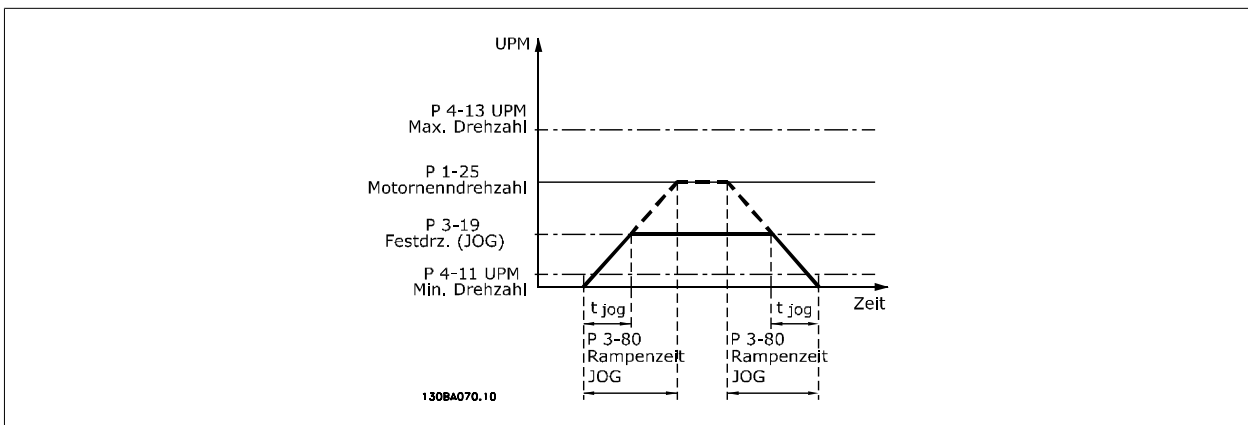 UPM
P 4-13 UPM
Max. Drehzahl
P 1-25
Motornenndrehzahl
P 3-19
Festdrz. (JOG)
P 4-11 UPM
Min. Drehzahl
Zeit
t jog
t jog
P 3-80
Rampenzeit
JOG
P 3-80
Rampenzeit
JOG
130BA070.10